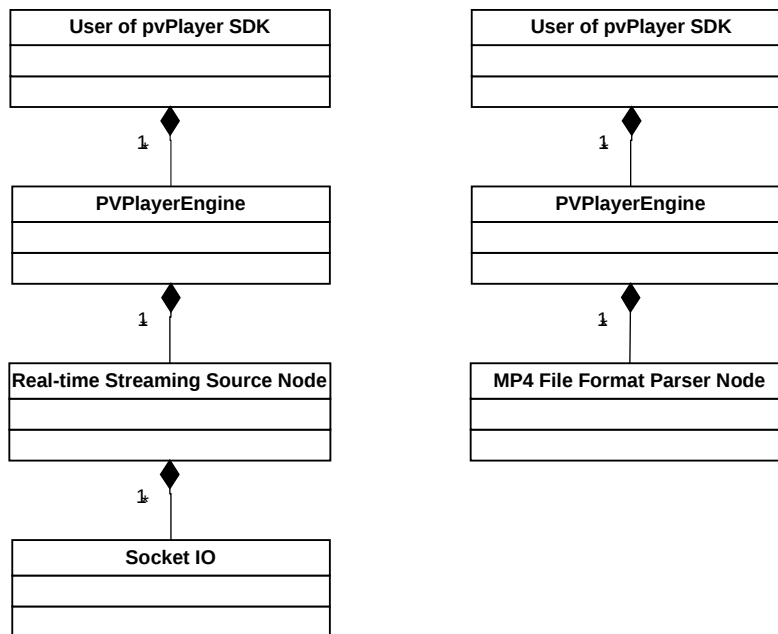 User of pvPlayer SDK
1
*
PVPlayerEngine
1
*
Real-time Streaming Source Node
1
*
Socket IO
User of pvPlayer SDK
1
*
PVPlayerEngine
1
*
MP4 File Format Parser Node